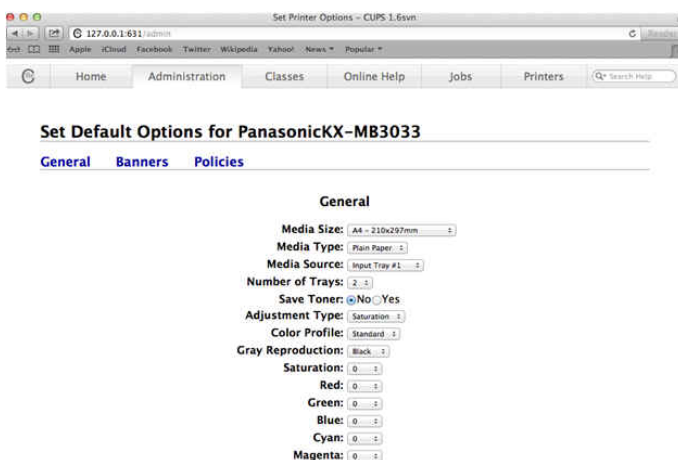 Set Printer Options - CUPS 1.6svn
127.0.0.1:631/admin
Reader
Apple iCloud Facebook Twitter Wikipedia Yahoo! News Popular
Home Administration Classes Online Help Jobs Printers Search Help
Set Default Options for PanasonicKX-MB3033
General Banners Policies
General
Media Size: A4 - 210x297mm
Media Type: Plain Paper
Media Source: Input Tray #1
Number of Trays: 2
Save Toner: No Yes
Adjustment Type: Saturation
Color Profile: Standard
Gray Reproduction: Black
Saturation: 0
Red: 0
Green: 0
Blue: 0
Cyan: 0
Magenta: 0